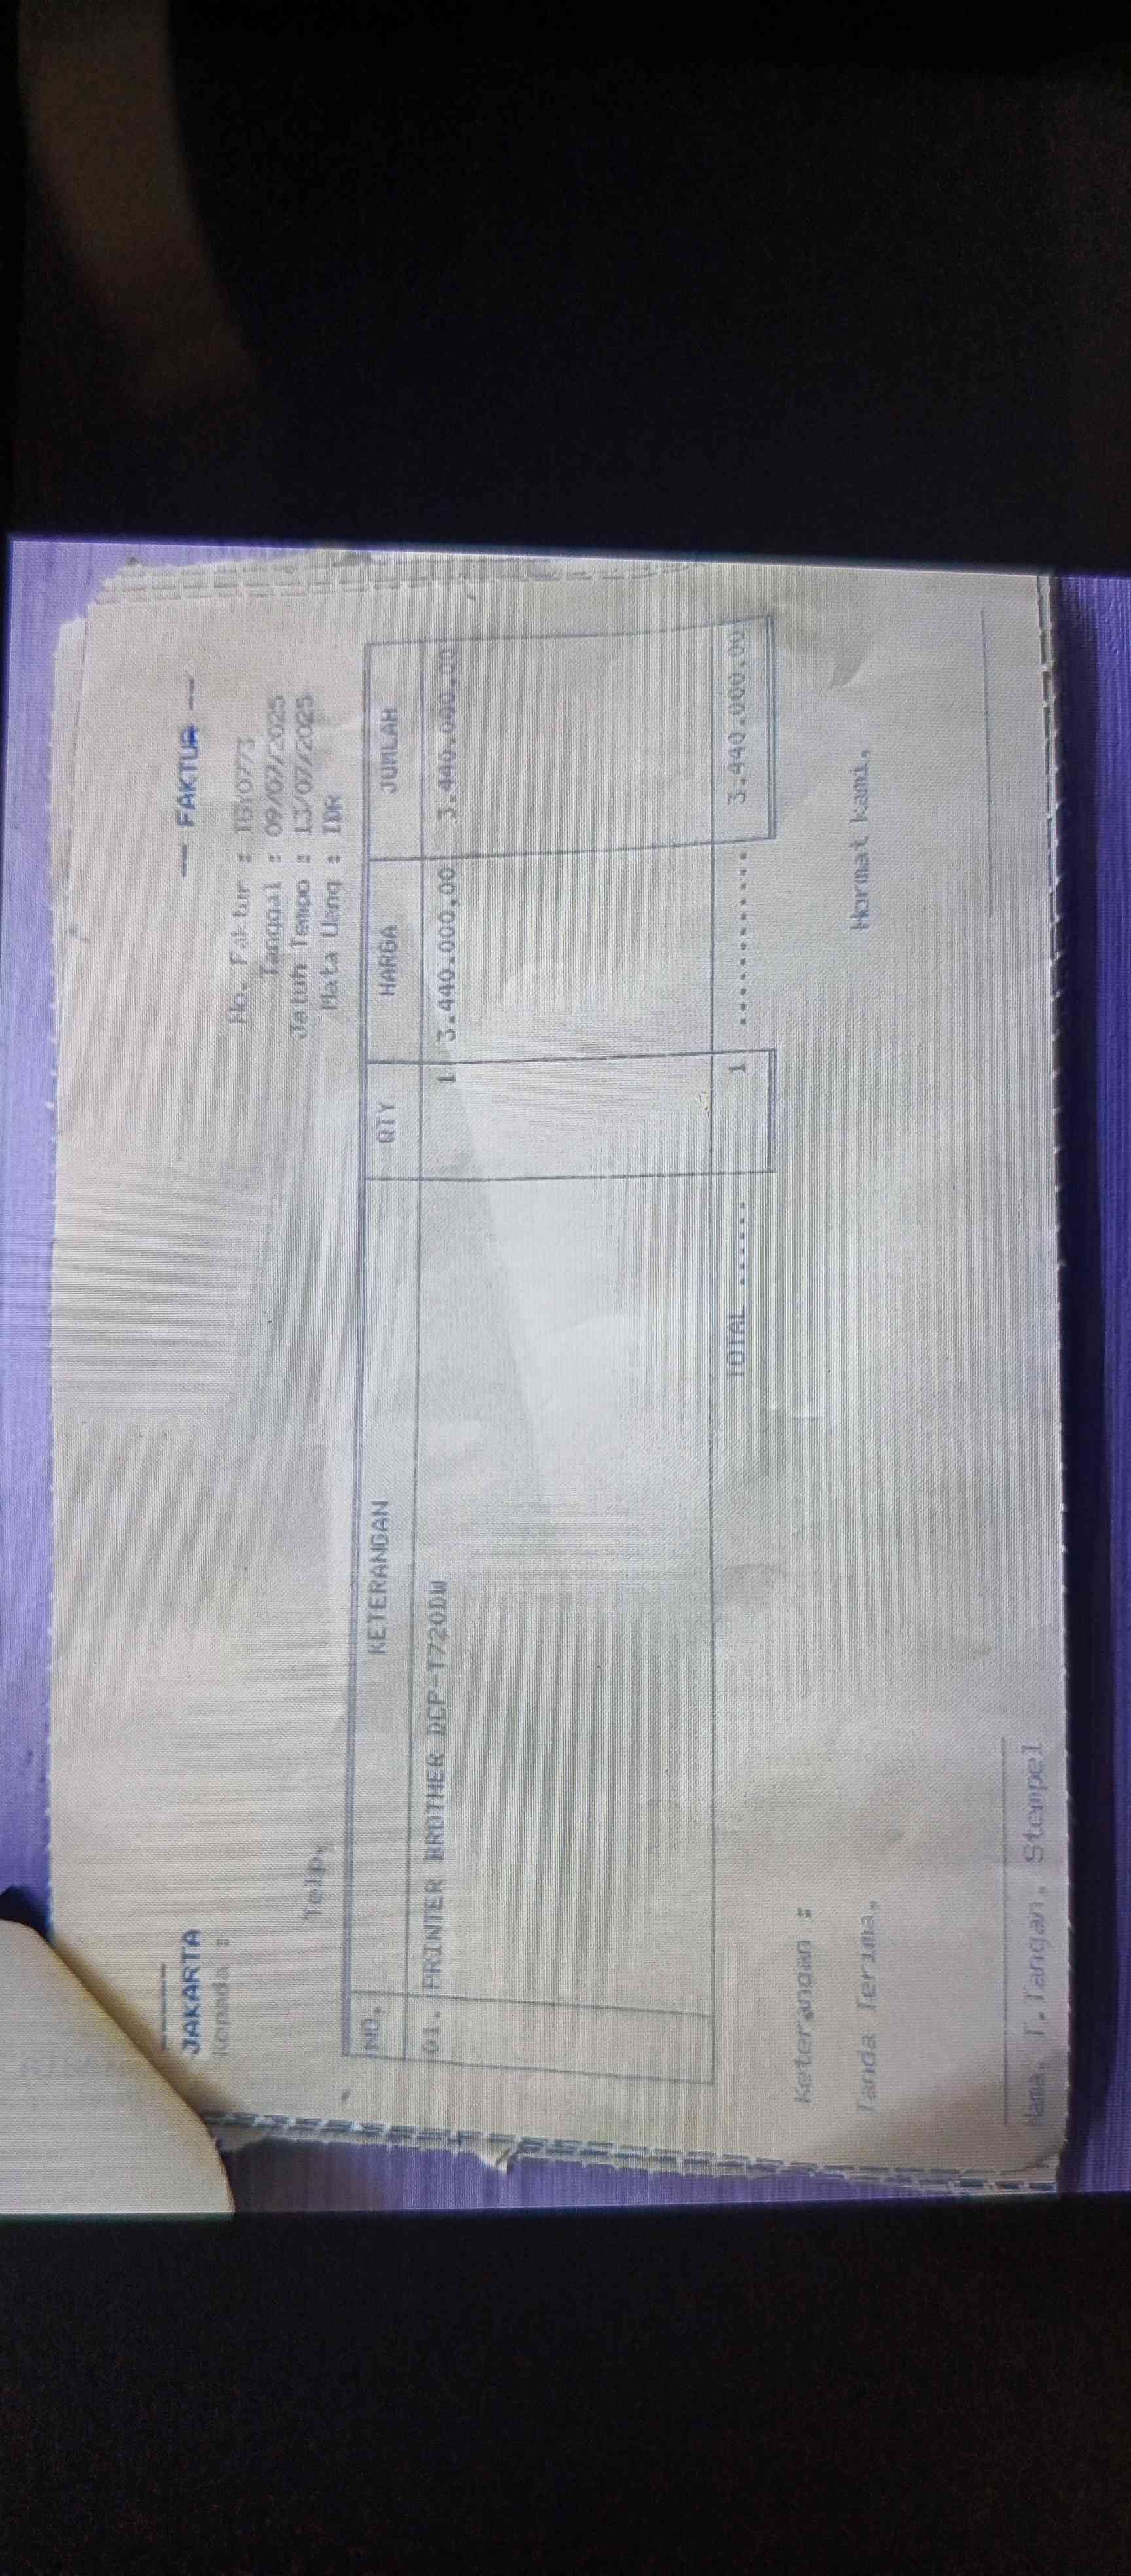 -- FAKTUR --
JAKARTA
Kepada :
No. Faktur : IGY0773
Tanggal : 09/07/2025
Jatuh Tempo : 13/07/2025
Mata Uang : IDR
Telp.
NO. KETERANGAN QTY HARGA JUMLAH
01. PRINTER BROTHER DCP-T720DW 1 3.440.000,00 3.440.000,00
TOTAL ...... 1 ............ 3.440.000,00
Keterangan :
Tanda Terima, Hormat kami,
Nama, T.Tangan, Stempel